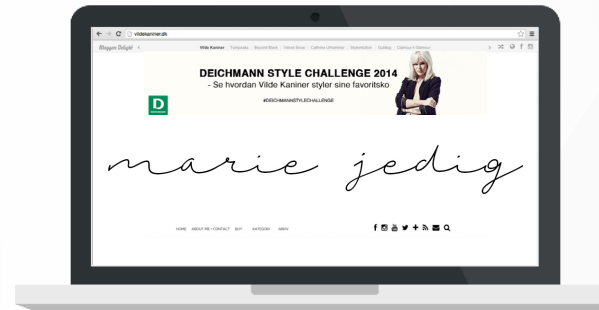 vildekaniner.dk
Bloggers Delight
Vilde Kaniner
DEICHMANN STYLE CHALLENGE 2014
- Se hvordan Vilde Kaniner styler sine favoritsko
#DEICHMANNSTYLECHALLENGE
D
marie jedig
HOME ABOUT ME + CONTACT BUY KATEGORI ARKIV